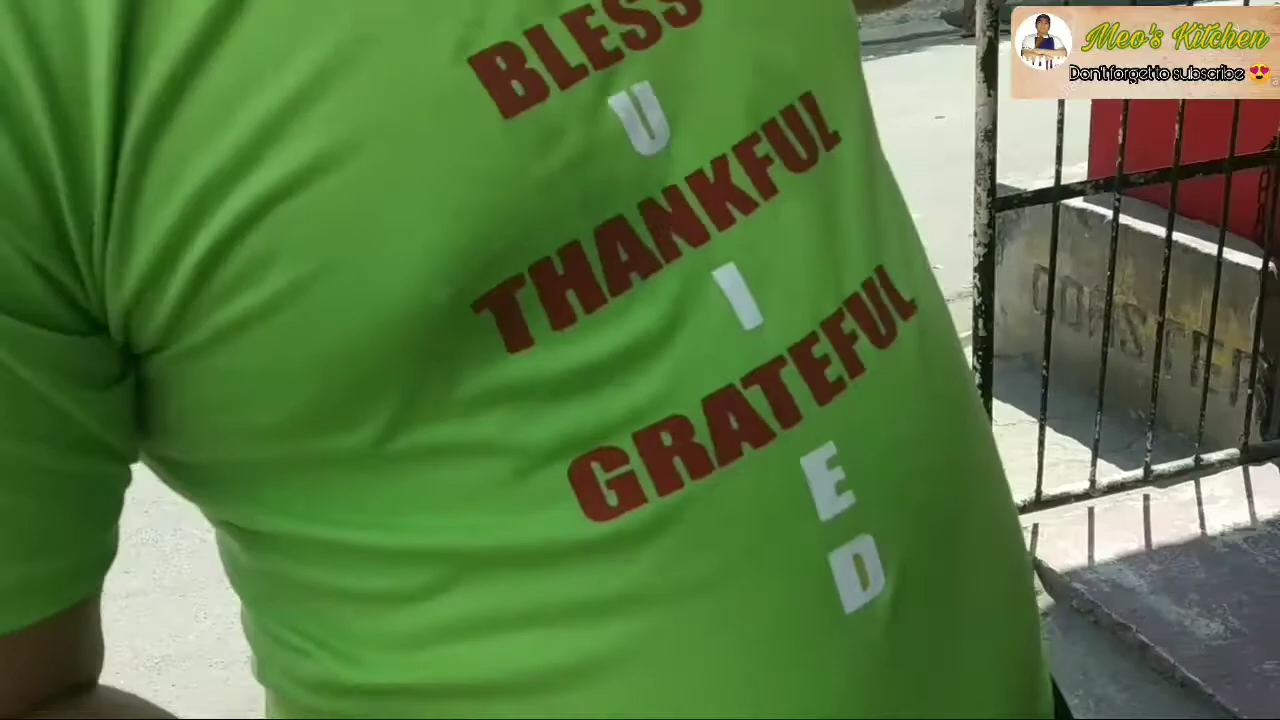 BLESS
U
THANKFUL
I
GRATEFUL
E
D
Meo's Kitchen
Don't forget to subscribe 😍